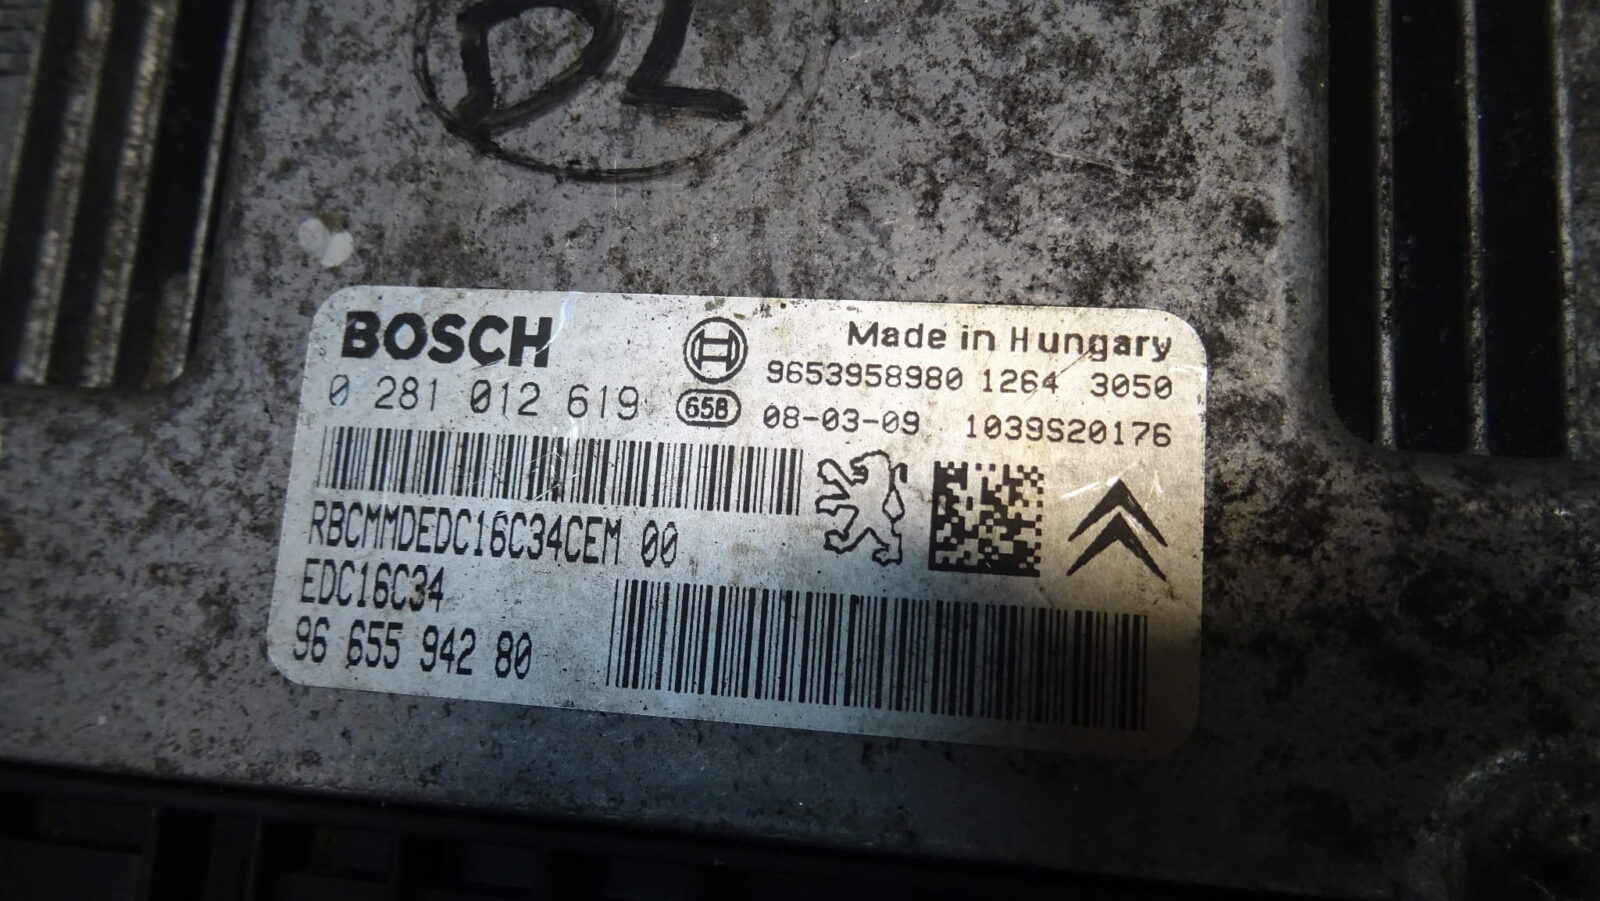 DL
BOSCH
Made in Hungary
0 281 012 619
9653958980 1264 3050
658
08-03-09 1039S20176
RBCMMDEDC16C34CEM 00
EDC16C34
96 655 942 80